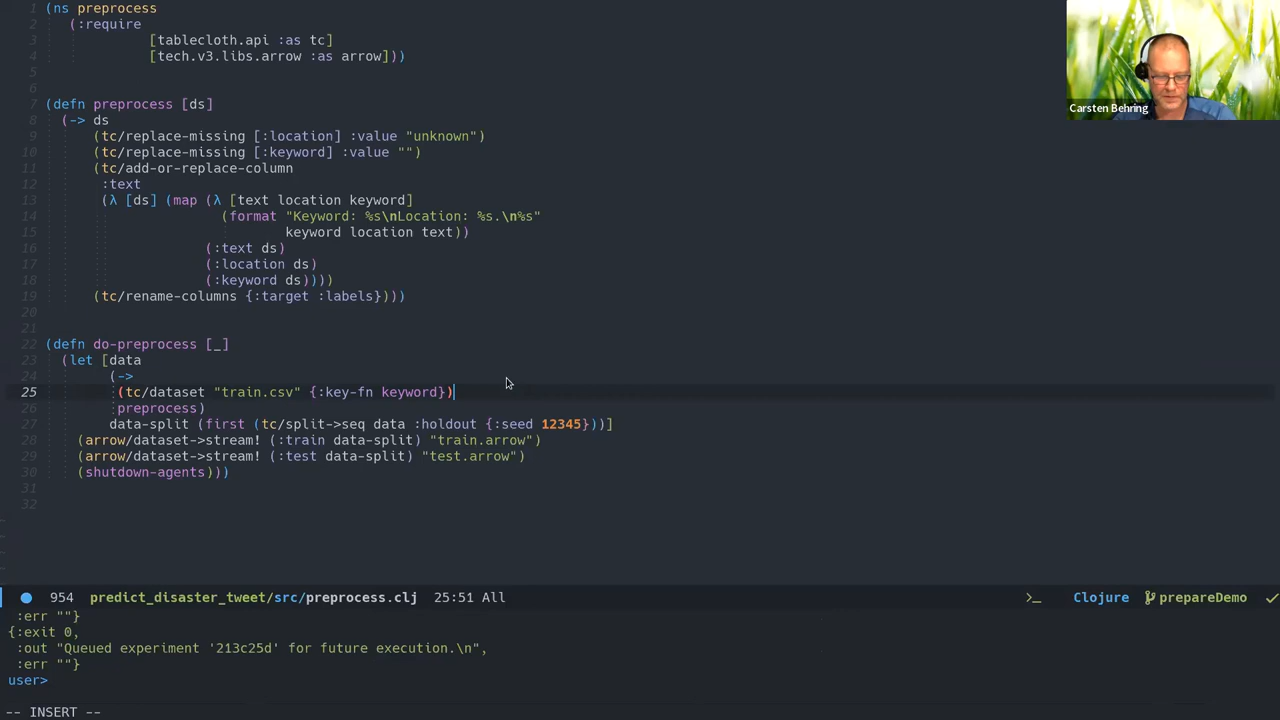 1 (ns preprocess
2 (:require
3 [tablecloth.api :as tc]
4 [tech.v3.libs.arrow :as arrow]))
5
6
7 (defn preprocess [ds]
8 (-> ds
9 (tc/replace-missing [:location] :value "unknown")
10 (tc/replace-missing [:keyword] :value "")
11 (tc/add-or-replace-column
12 :text
13 (λ [ds] (map (λ [text location keyword]
14 (format "Keyword: %s\nLocation: %s.\n%s"
15 keyword location text))
16 (:text ds)
17 (:location ds)
18 (:keyword ds))))
19 (tc/rename-columns {:target :labels})))
20
21
22 (defn do-preprocess [_]
23 (let [data
24 (->
25 (tc/dataset "train.csv" {:key-fn keyword})
26 preprocess)
27 data-split (first (tc/split->seq data :holdout {:seed 12345}))]
28 (arrow/dataset->stream! (:train data-split) "train.arrow")
29 (arrow/dataset->stream! (:test data-split) "test.arrow")
30 (shutdown-agents)))
31
32
Carsten Behring
954 predict_disaster_tweet/src/preprocess.clj 25:51 All >_ Clojure prepareDemo
:err ""}
{:exit 0,
:out "Queued experiment '213c25d' for future execution.\n",
:err ""}
user>
-- INSERT --